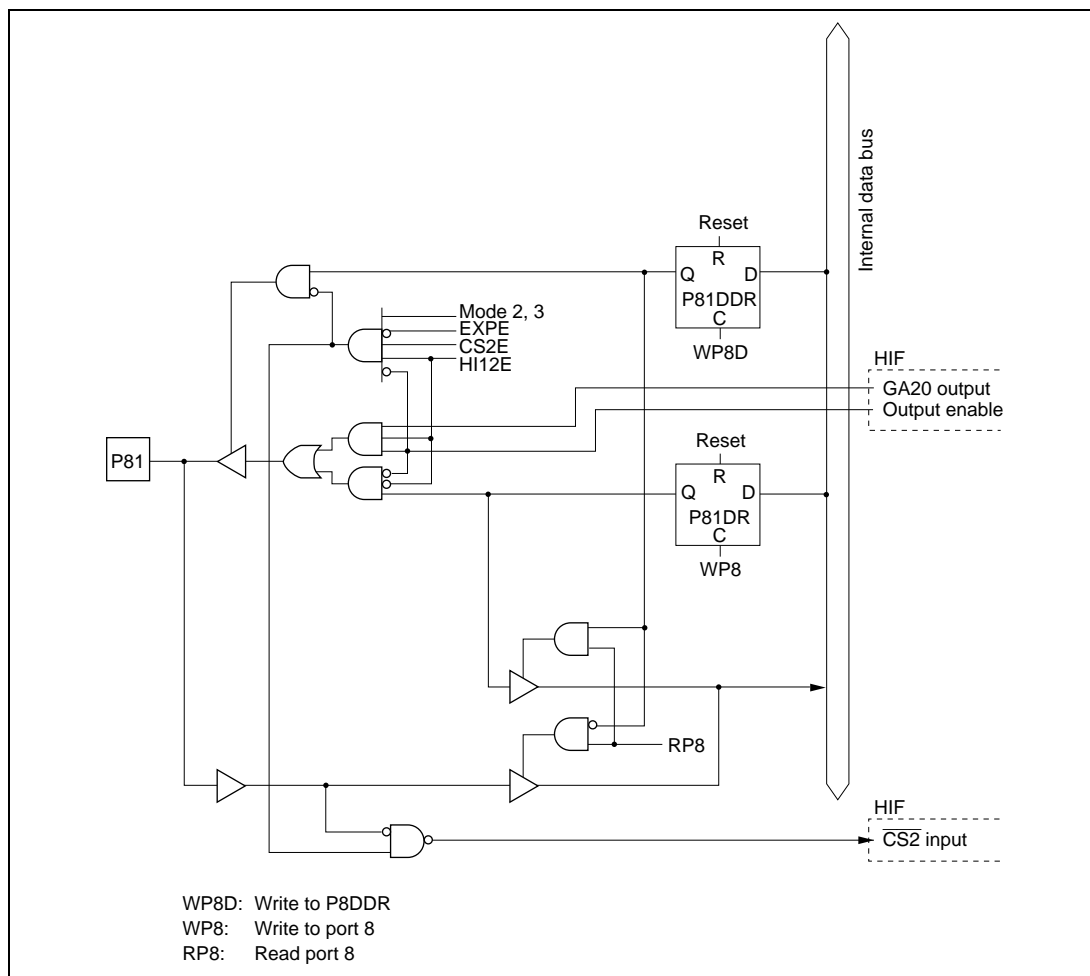 Internal data bus
Reset
R
Q
D
P81DDR
C
WP8D
Mode 2, 3
EXPE
CS2E
HI12E
HIF
GA20 output
Output enable
P81
Reset
R
Q
D
P81DR
C
WP8
RP8
HIF
CS2 input
WP8D: Write to P8DDR
WP8: Write to port 8
RP8: Read port 8